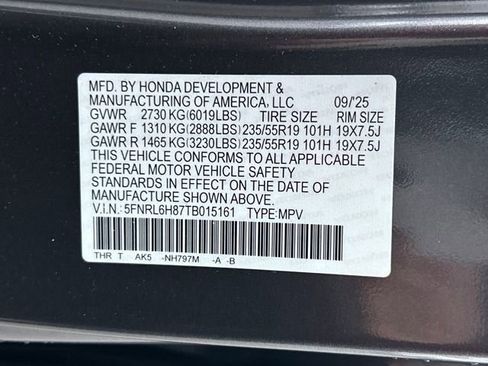 MFD. BY HONDA DEVELOPMENT &
MANUFACTURING OF AMERICA, LLC 09/'25
GVWR 2730 KG(6019LBS) TIRE SIZE RIM SIZE
GAWR F 1310 KG(2888LBS) 235/55R19 101H 19X7.5J
GAWR R 1465 KG(3230LBS) 235/55R19 101H 19X7.5J
THIS VEHICLE CONFORMS TO ALL APPLICABLE
FEDERAL MOTOR VEHICLE SAFETY
STANDARDS IN EFFECT ON THE DATE OF
MANUFACTURE SHOWN ABOVE.
V.I.N.: 5FNRL6H87TB015161 TYPE:MPV
THR T AK5 -NH797M -A -B